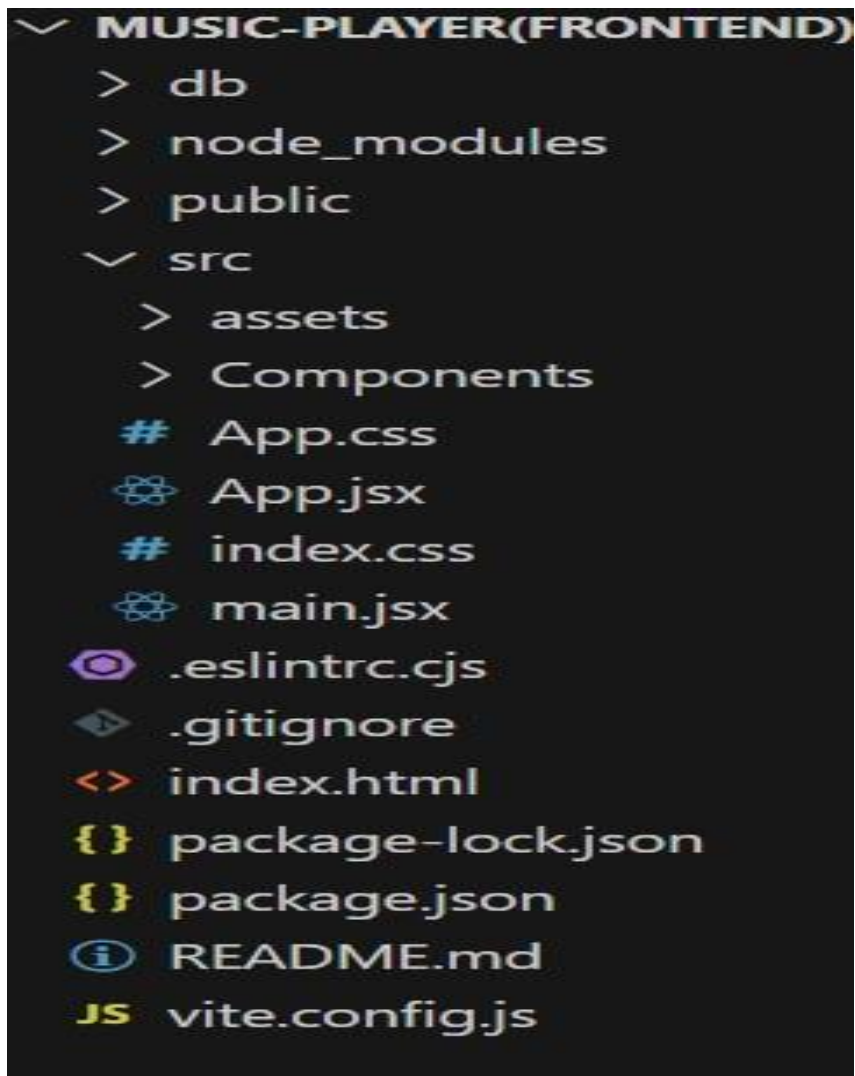 MUSIC-PLAYER(FRONTEND)
db
node_modules
public
src
assets
Components
# App.css
App.jsx
# index.css
main.jsx
.eslintrc.cjs
.gitignore
<> index.html
{} package-lock.json
{} package.json
README.md
JS vite.config.js